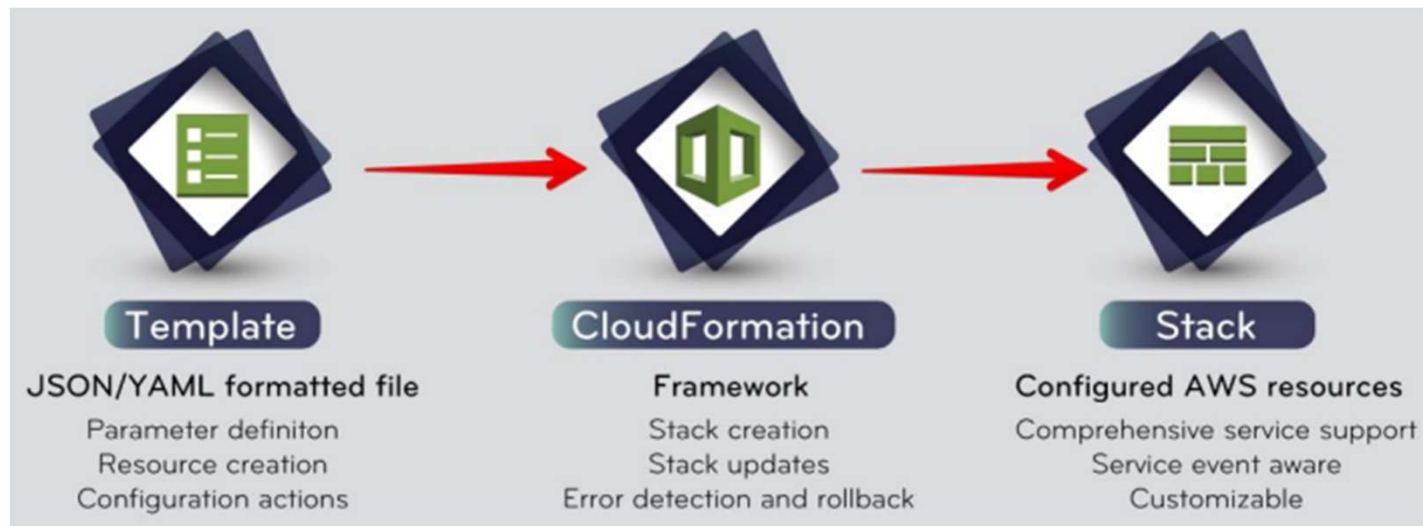 Template
JSON/YAML formatted file
Parameter definiton
Resource creation
Configuration actions
CloudFormation
Framework
Stack creation
Stack updates
Error detection and rollback
Stack
Configured AWS resources
Comprehensive service support
Service event aware
Customizable